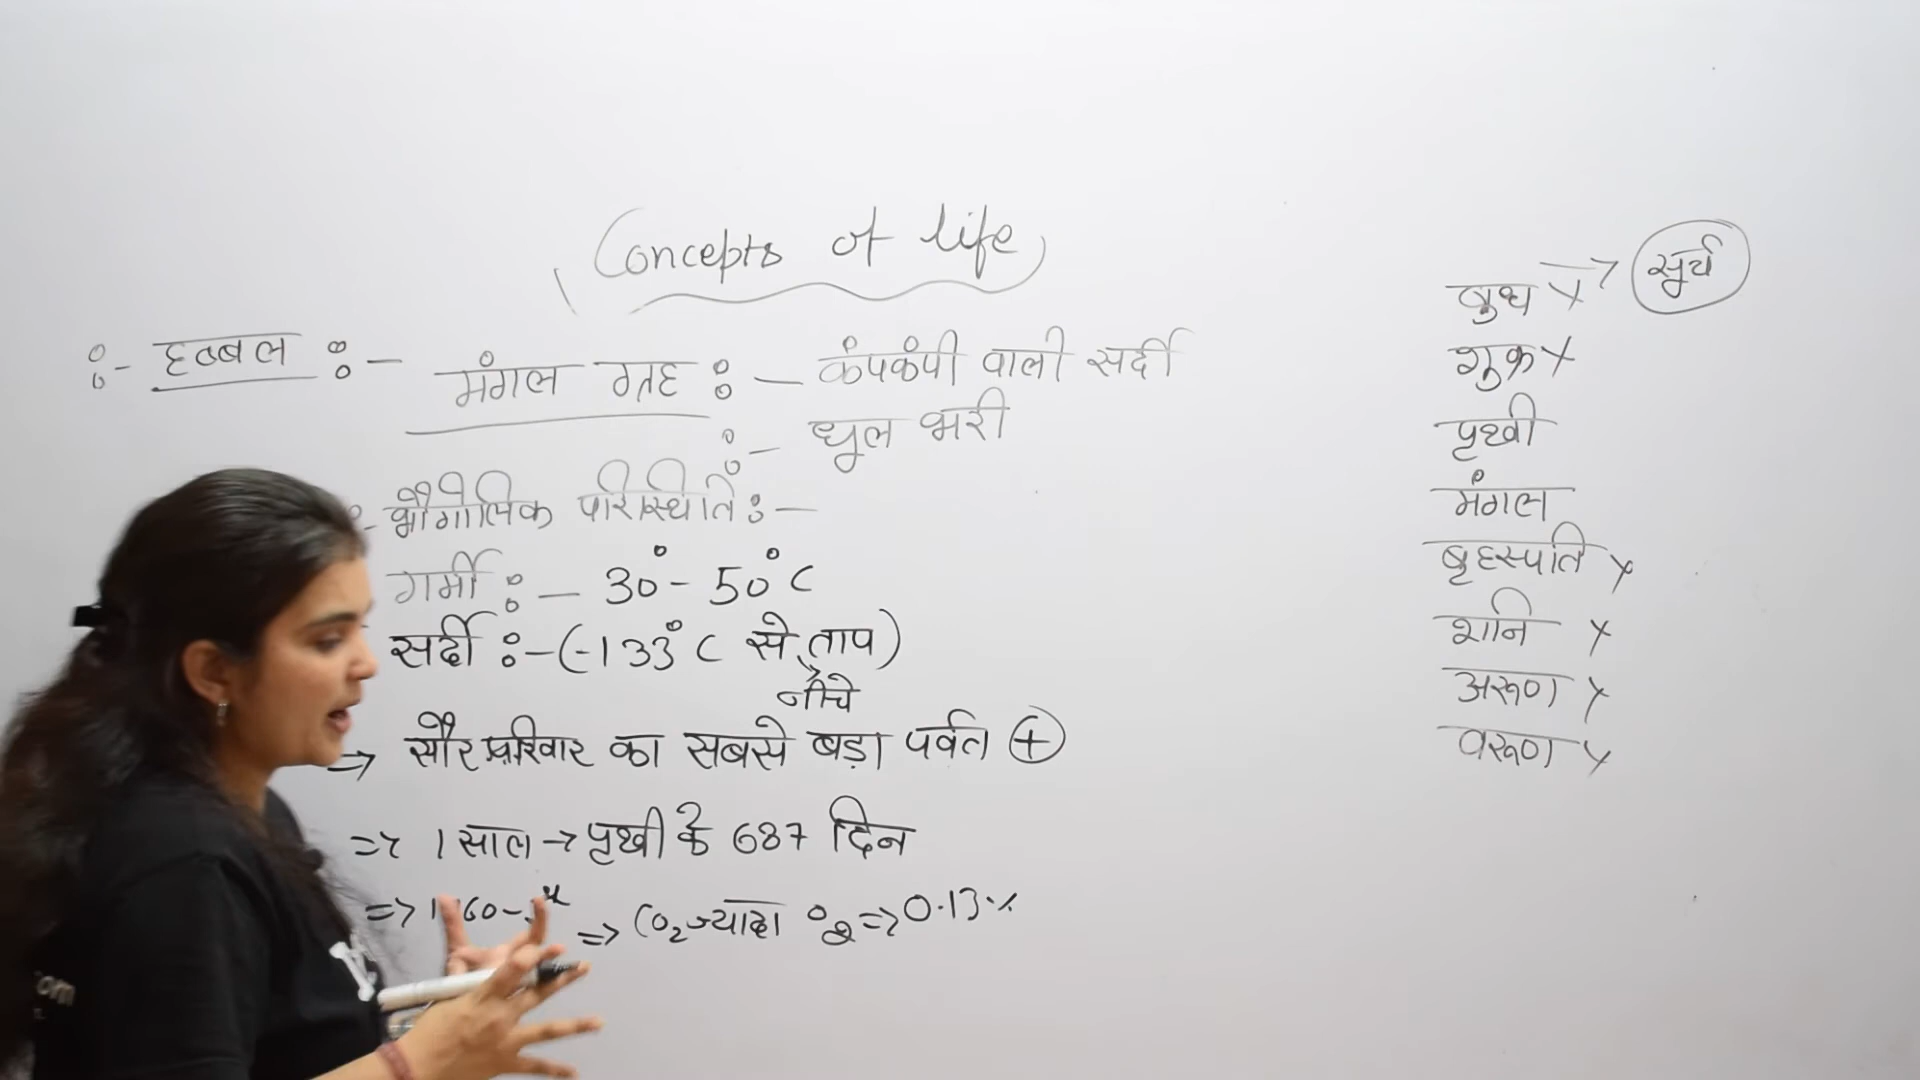 Concepts of life
:- हब्बल :-
मंगल ग्रह :- कंपकंपी वाली सर्दी
:- धूल भरी
:- भौगोलिक परिस्थिति :-
गर्मी :- 30° - 50°C
सर्दी :- (-133°C से ताप)
नीचे
→ सौर परिवार का सबसे बड़ा पर्वत +
=> 1 साल → पृथ्वी के 687 दिन
=> CO2 ज्यादा O2 => 0.13%
बुध x → सूर्य
शुक्र x
पृथ्वी
मंगल
बृहस्पति x
शनि x
अरूण x
वरूण x
om